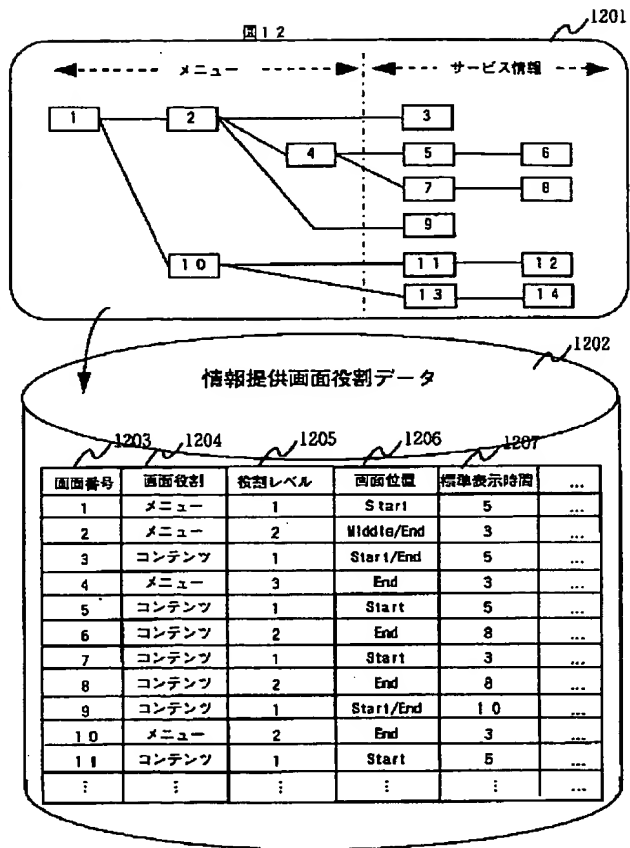 図12
1201
メニュー サービス情報
1 2 3
4 5 6
7 8
9
10 11 12
13 14
1202
情報提供画面役割データ
1203 1204 1205 1206 1207
画面番号 画面役割 役割レベル 画面位置 標準表示時間 ...
1 メニュー 1 Start 5 ...
2 メニュー 2 Middle/End 3 ...
3 コンテンツ 1 Start/End 5 ...
4 メニュー 3 End 3 ...
5 コンテンツ 1 Start 5 ...
6 コンテンツ 2 End 8 ...
7 コンテンツ 1 Start 3 ...
8 コンテンツ 2 End 8 ...
9 コンテンツ 1 Start/End 10 ...
10 メニュー 2 End 3 ...
11 コンテンツ 1 Start 5 ...
⋮ ⋮ ⋮ ⋮ ⋮ ...